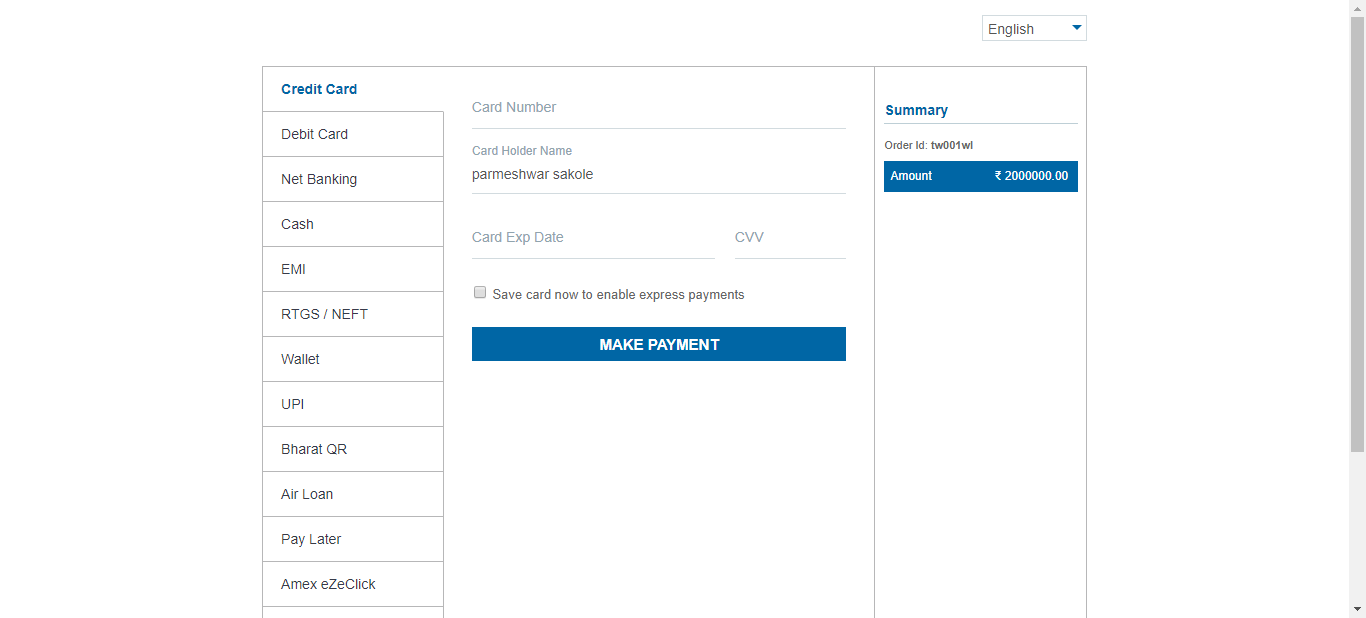 English
Credit Card
Debit Card
Net Banking
Cash
EMI
RTGS / NEFT
Wallet
UPI
Bharat QR
Air Loan
Pay Later
Amex eZeClick
Card Number
Card Holder Name
parmeshwar sakole
Card Exp Date CVV
Save card now to enable express payments
MAKE PAYMENT
Summary
Order Id: tw001wl
Amount ₹ 2000000.00